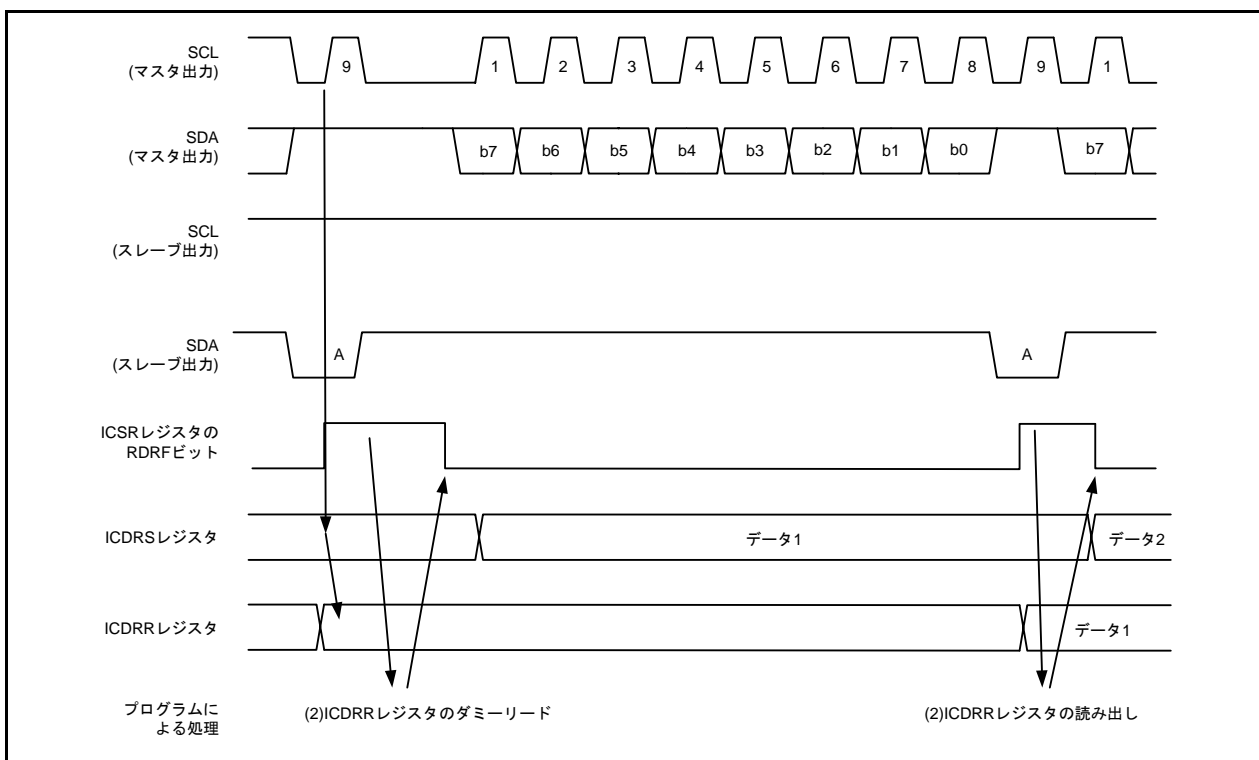 SCL
(マスタ出力)
9 1 2 3 4 5 6 7 8 9 1
SDA
(マスタ出力)
b7 b6 b5 b4 b3 b2 b1 b0 b7
SCL
(スレーブ出力)
SDA
(スレーブ出力)
A A
ICSRレジスタの
RDRFビット
ICDRSレジスタ
データ1 データ2
ICDRRレジスタ
データ1
プログラムに
よる処理
(2)ICDRRレジスタのダミーリード (2)ICDRRレジスタの読み出し